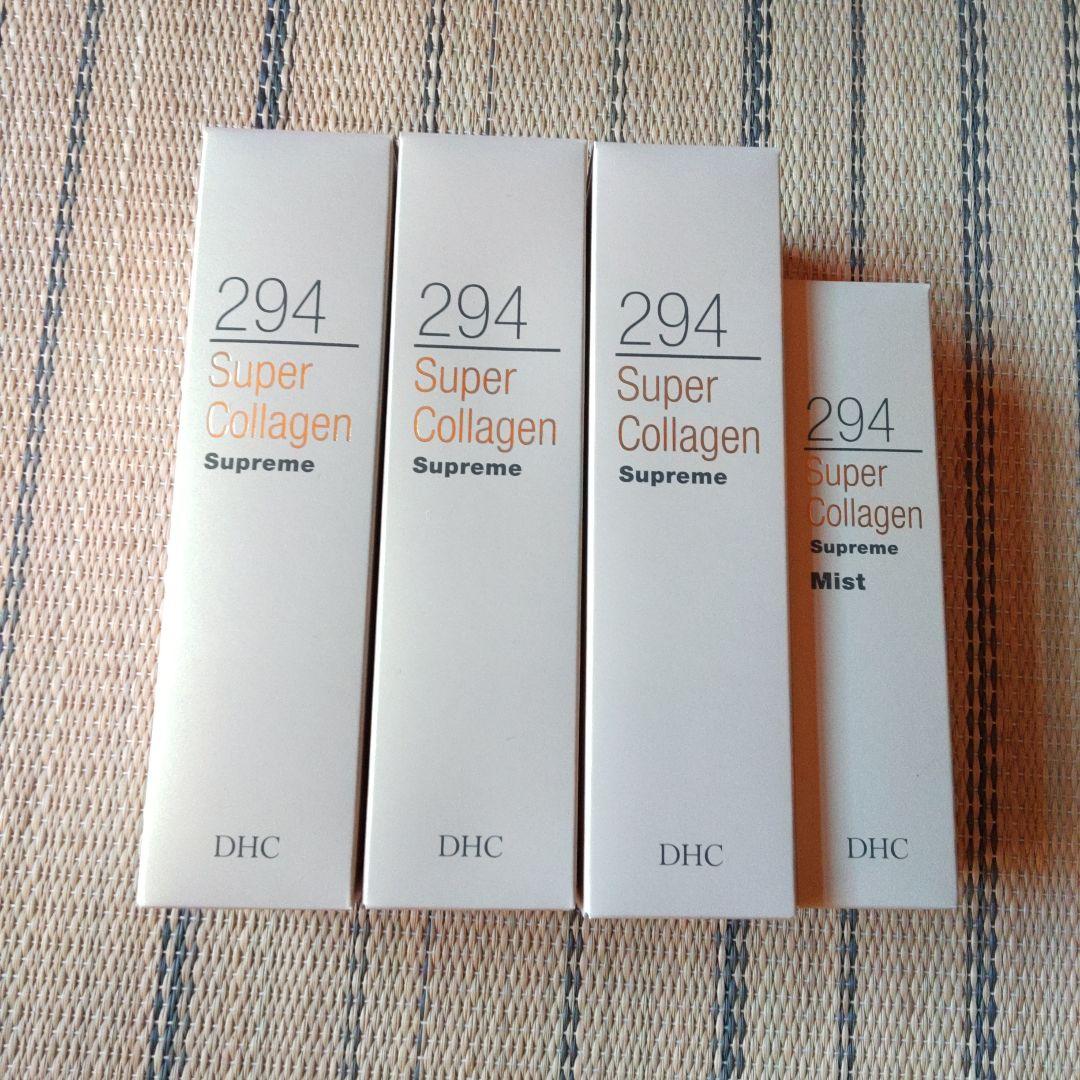 294
Super
Collagen
Supreme
DHC
294
Super
Collagen
Supreme
DHC
294
Super
Collagen
Supreme
DHC
294
Super
Collagen
Supreme
Mist
DHC